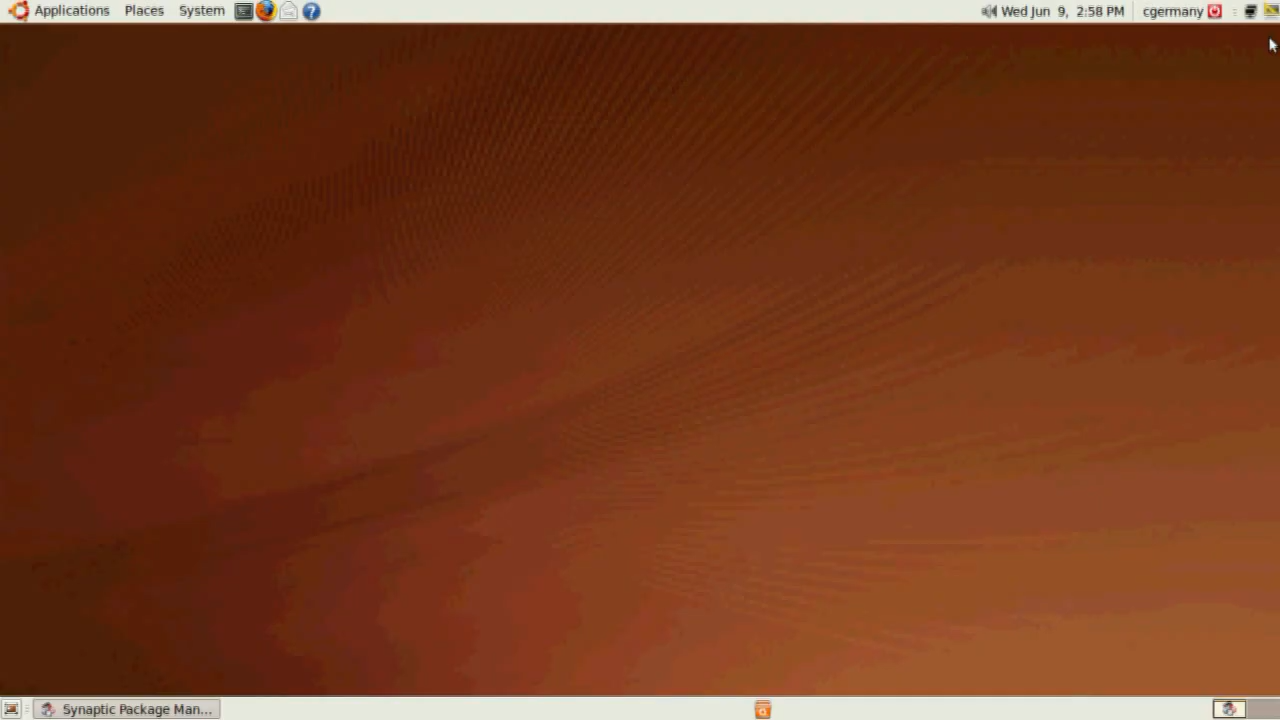 Applications Places System Wed Jun 9, 2:58 PM cgermany
Synaptic Package Man...